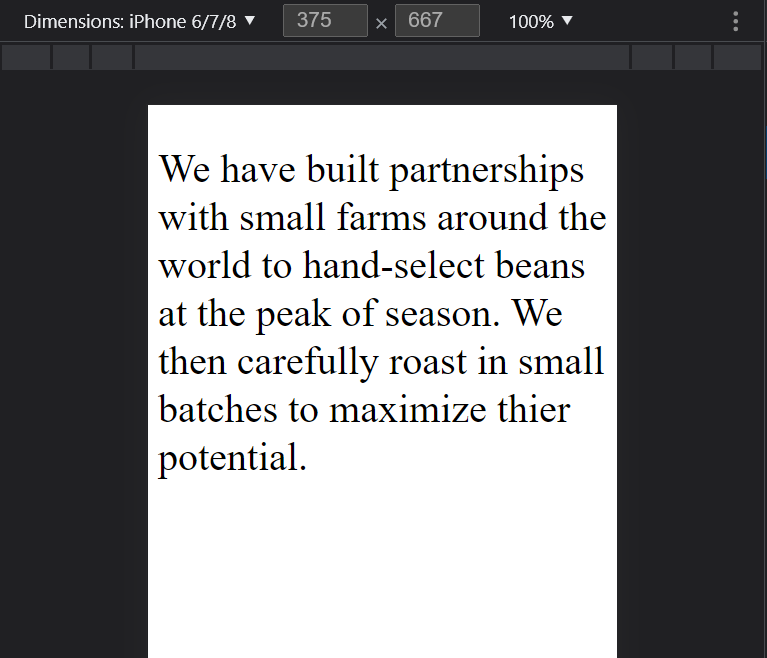 Dimensions: iPhone 6/7/8 ▼ 375 × 667 100% ▼
We have built partnerships
with small farms around the
world to hand-select beans
at the peak of season. We
then carefully roast in small
batches to maximize thier
potential.